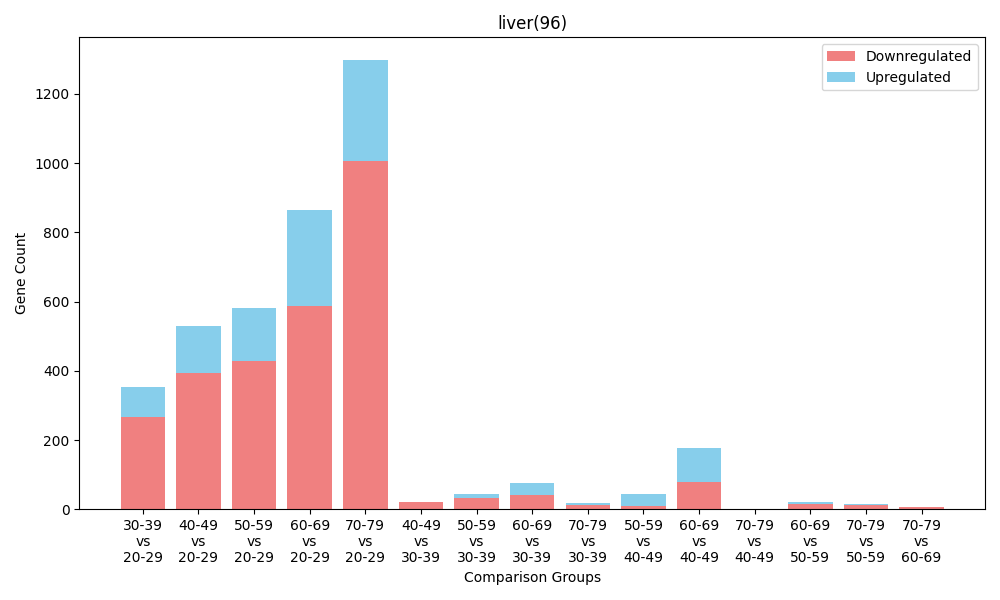 liver(96)
Downregulated
Upregulated
Gene Count
1200
1000
800
600
400
200
0
30-39 40-49 50-59 60-69 70-79 40-49 50-59 60-69 70-79 50-59 60-69 70-79 60-69 70-79 70-79
vs vs vs vs vs vs vs vs vs vs vs vs vs vs vs
20-29 20-29 20-29 20-29 20-29 30-39 30-39 30-39 30-39 40-49 40-49 40-49 50-59 50-59 60-69
Comparison Groups